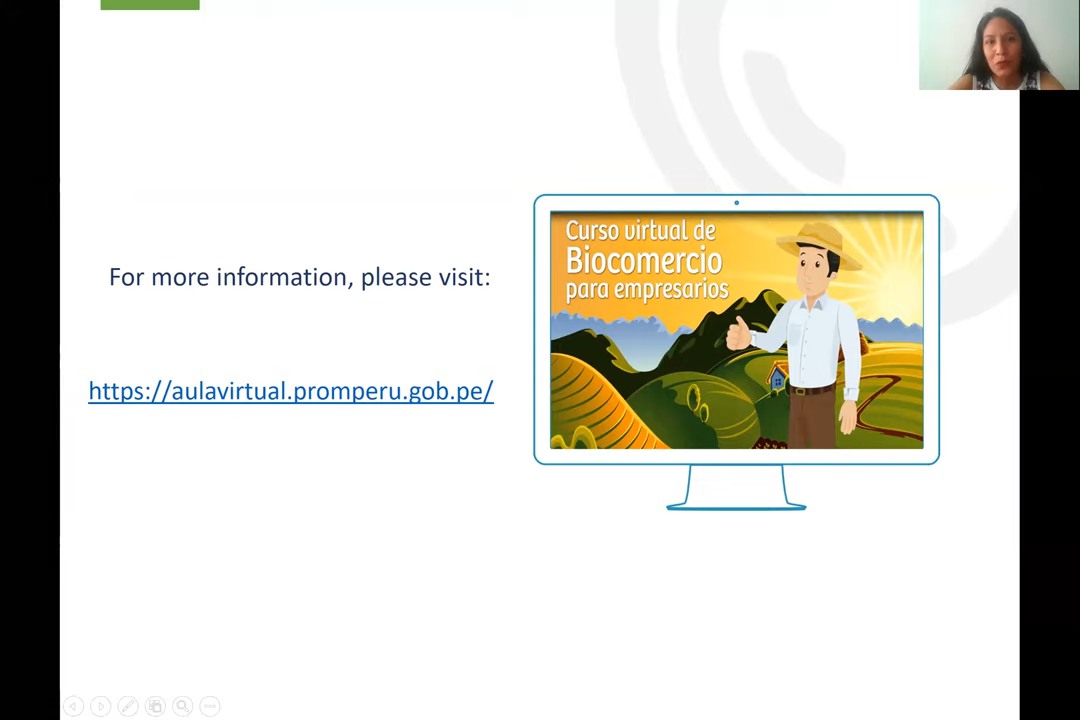 For more information, please visit:
https://aulavirtual.promperu.gob.pe/
Curso virtual de
Biocomercio
para empresarios